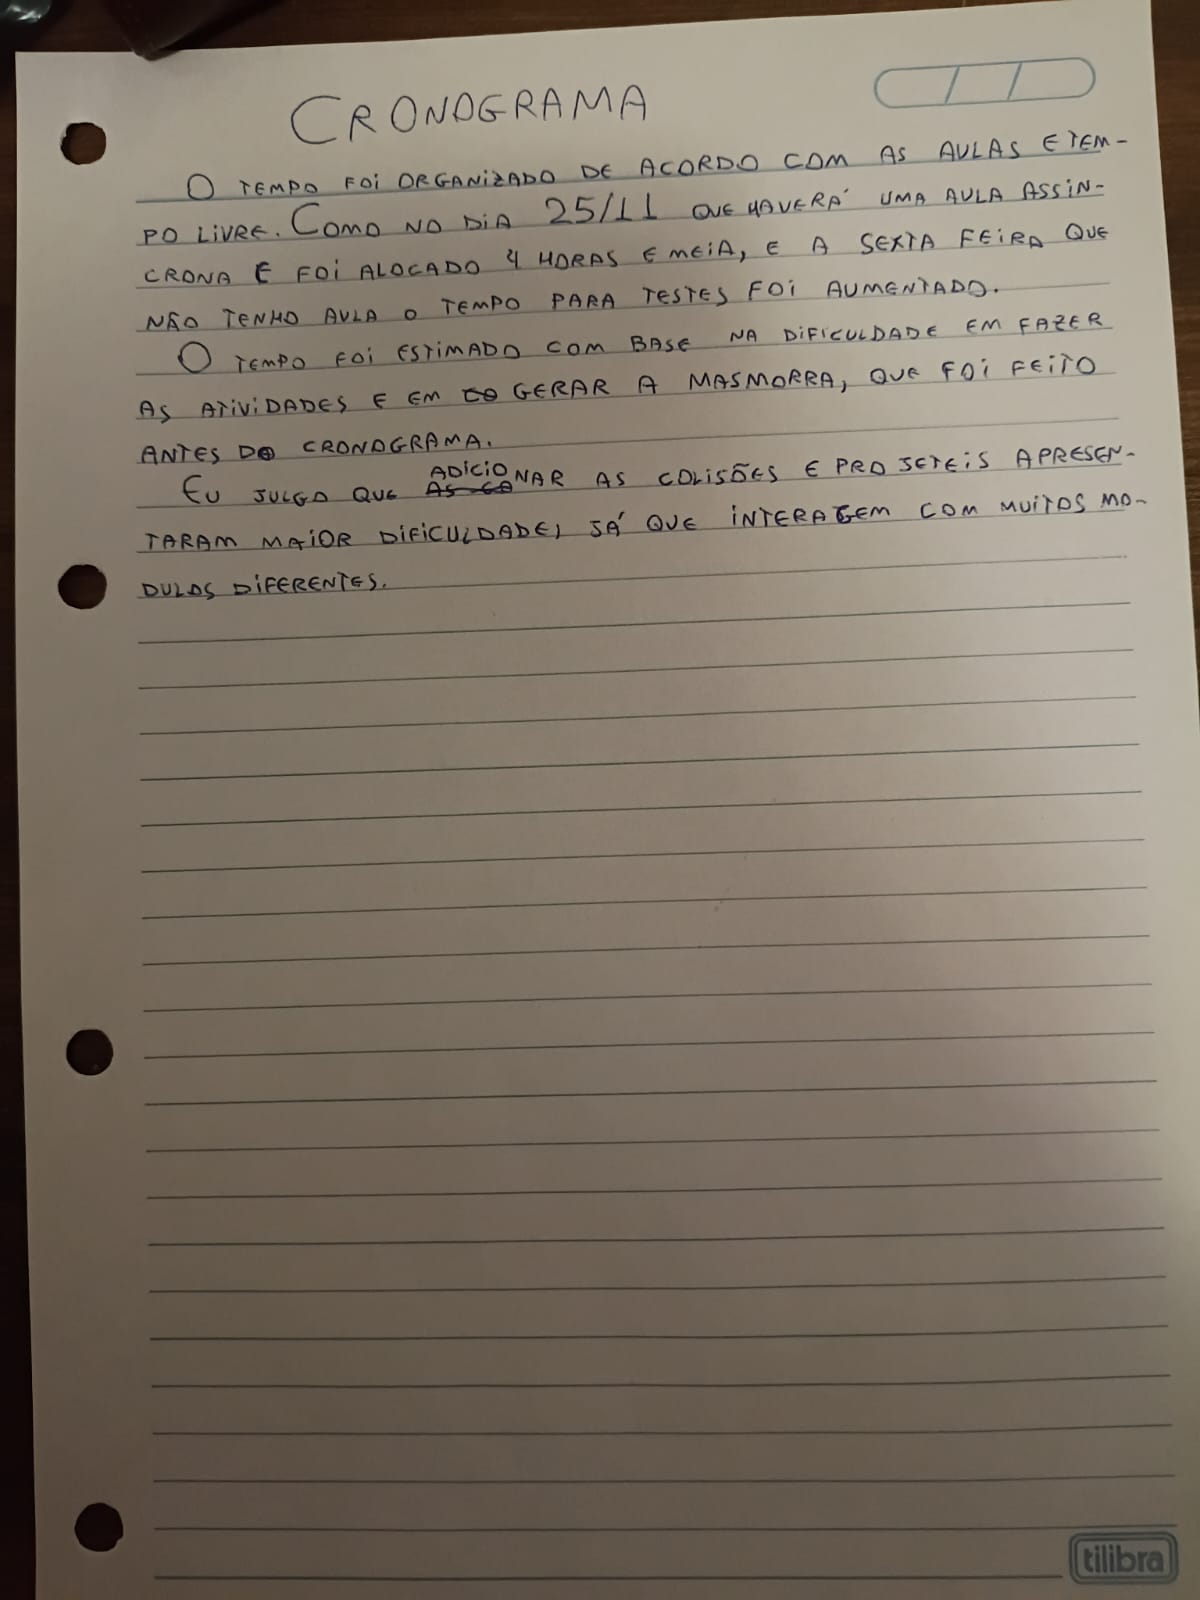 CRONOGRAMA
O TEMPO FOI ORGANIZADO DE ACORDO COM AS AULAS E TEM-
PO LIVRE. COMO NO DIA 25/11 QUE HAVERÁ UMA AULA ASSIN-
CRONA E FOI ALOCADO 4 HORAS E MEIA, E A SEXTA FEIRA QUE
NÃO TENHO AULA O TEMPO PARA TESTES FOI AUMENTADO.
O TEMPO FOI ESTIMADO COM BASE NA DIFICULDADE EM FAZER
AS ATIVIDADES E EM GERAR A MASMORRA, QUE FOI FEITO
ANTES DO CRONOGRAMA.
EU JULGO QUE ADICIONAR AS COLISÕES E PROJETEIS APRESEN-
TARAM MAIOR DIFICULDADE, JÁ QUE INTERAGEM COM MUITOS MO-
DULOS DIFERENTES.
tilibra